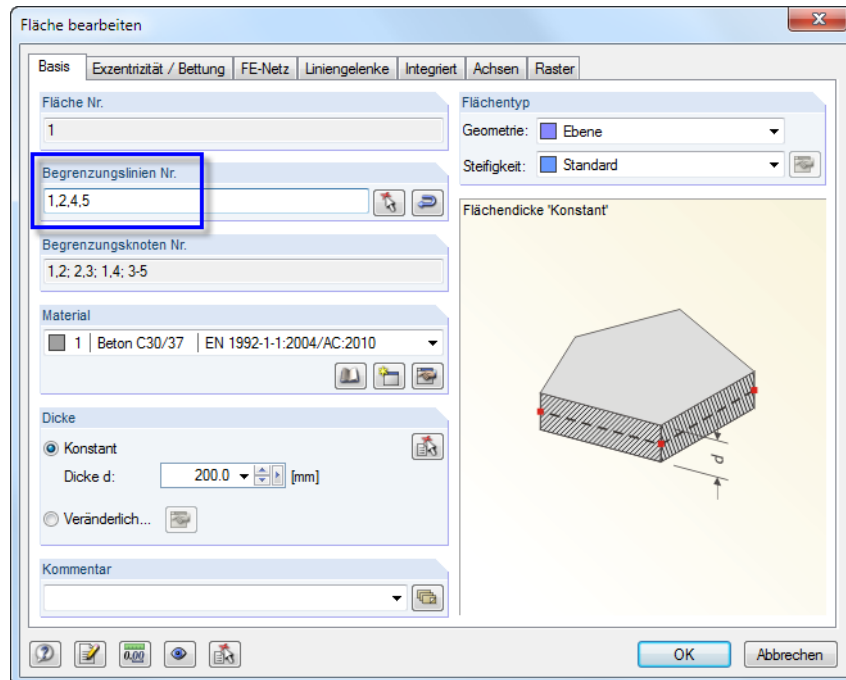 Fläche bearbeiten
Basis Exzentrizität / Bettung FE-Netz Liniengelenke Integriert Achsen Raster
Fläche Nr.
1
Begrenzungslinien Nr.
1,2,4,5
Begrenzungsknoten Nr.
1,2; 2,3; 1,4; 3-5
Material
1 Beton C30/37 EN 1992-1-1:2004/AC:2010
Dicke
Konstant
Dicke d: 200.0 [mm]
Veränderlich...
Kommentar
Flächentyp
Geometrie: Ebene
Steifigkeit: Standard
Flächendicke 'Konstant'
d
0.00
OK Abbrechen